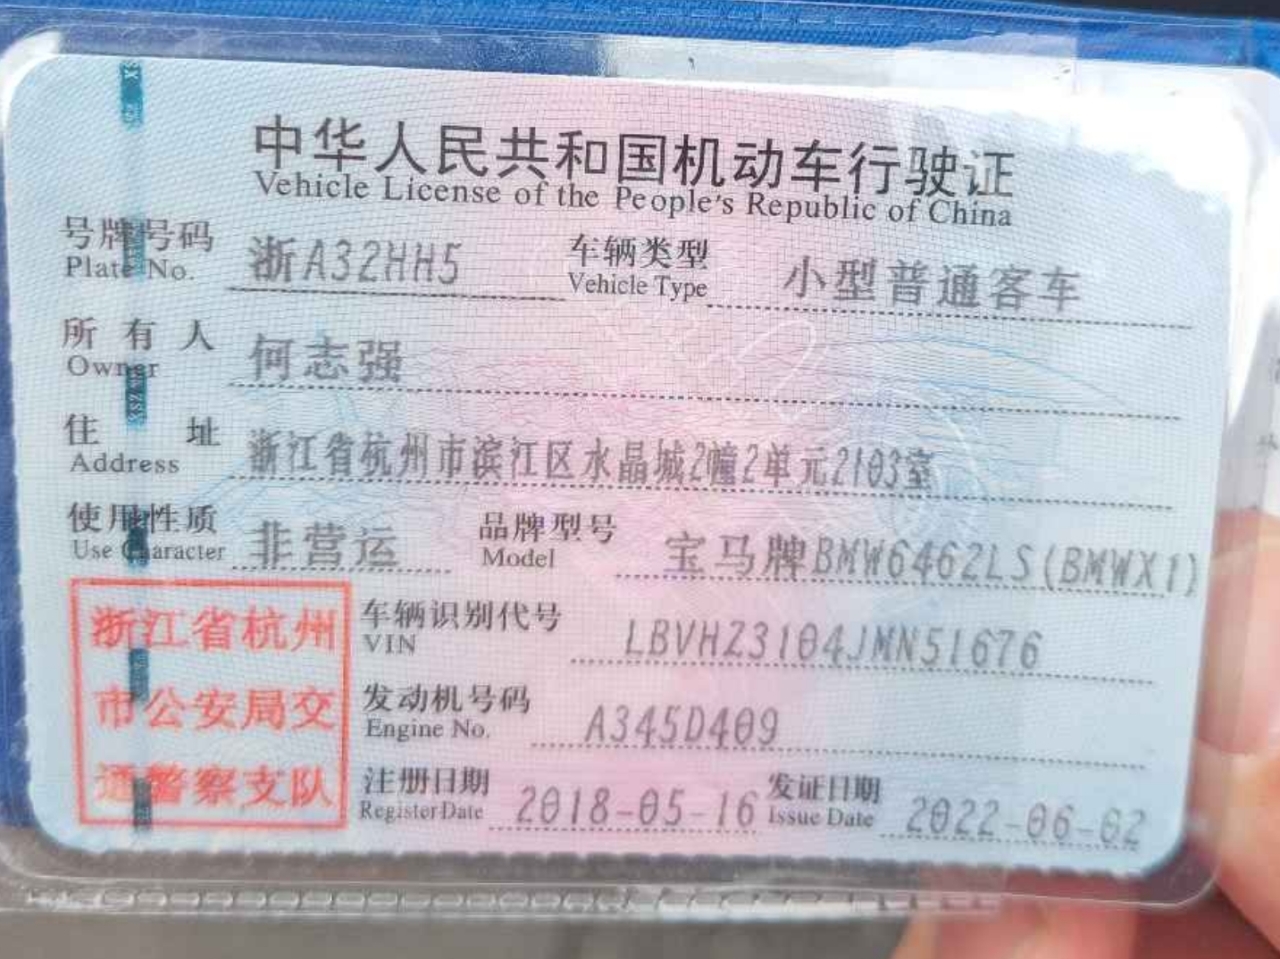 中华人民共和国机动车行驶证
Vehicle License of the People's Republic of China
号牌号码 浙A32HH5 车辆类型 小型普通客车
Plate No. Vehicle Type
所有人 何志强
Owner
住址 浙江省杭州市滨江区水晶城2幢2单元2103室
Address
使用性质 非营运 品牌型号 宝马牌BMW6462LS(BMWX1)
Use Character Model
浙江省杭州
市公安局交
通警察支队
车辆识别代号 LBVHZ3104JMN51676
VIN
发动机号码 A345D409
Engine No.
注册日期 2018-05-16 发证日期 2022-06-02
Register Date Issue Date